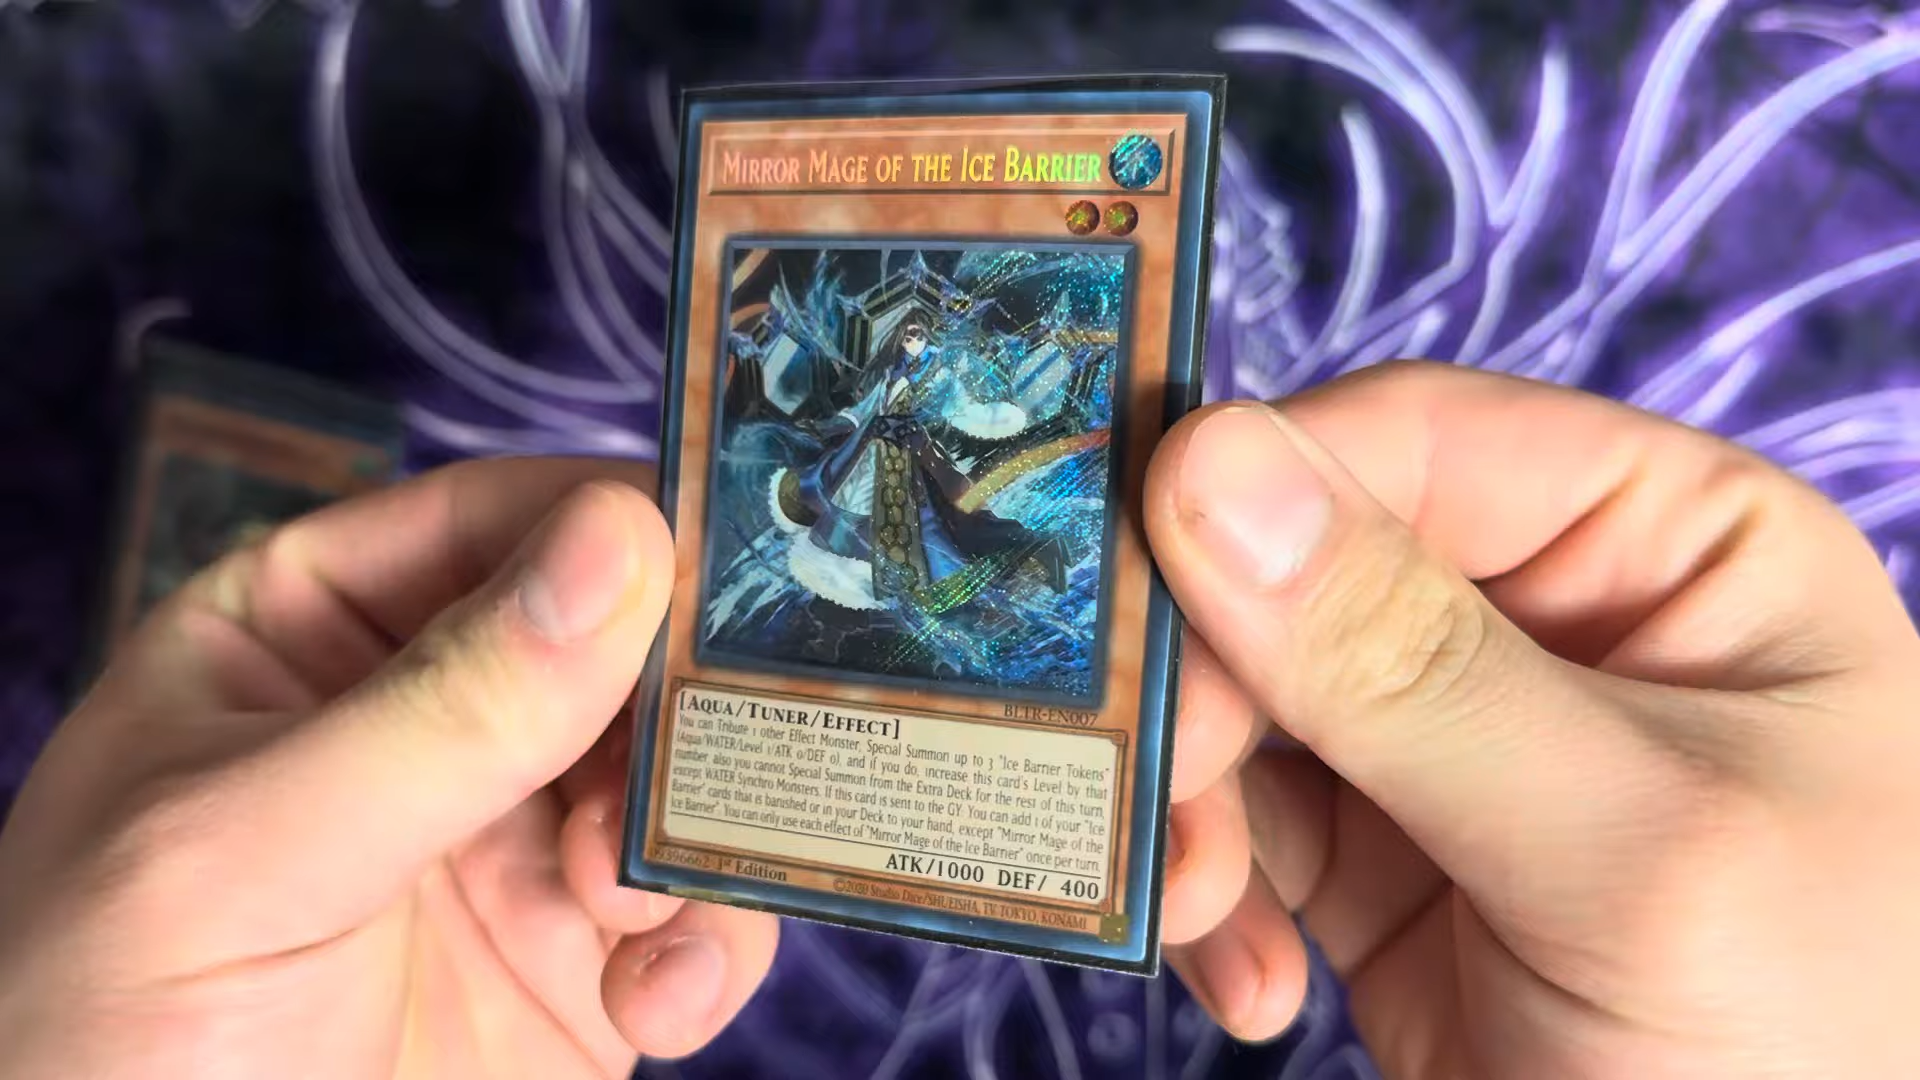 MIRROR MAGE OF THE ICE BARRIER
BLTR-EN007
[AQUA/TUNER/EFFECT]
You can Tribute 1 other Effect Monster, Special Summon up to 3 "Ice Barrier Tokens"
(Aqua/WATER/Level 1/ATK 0/DEF 0), and if you do, increase this card's Level by that
number, also you cannot Special Summon from the Extra Deck for the rest of this turn,
except WATER Synchro Monsters. If this card is sent to the GY: You can add 1 of your "Ice
Barrier" cards that is banished or in your Deck to your hand, except "Mirror Mage of the
Ice Barrier". You can only use each effect of "Mirror Mage of the Ice Barrier" once per turn.
ATK/1000 DEF/ 400
1st Edition
©2020 Studio Dice/SHUEISHA, TV TOKYO, KONAMI